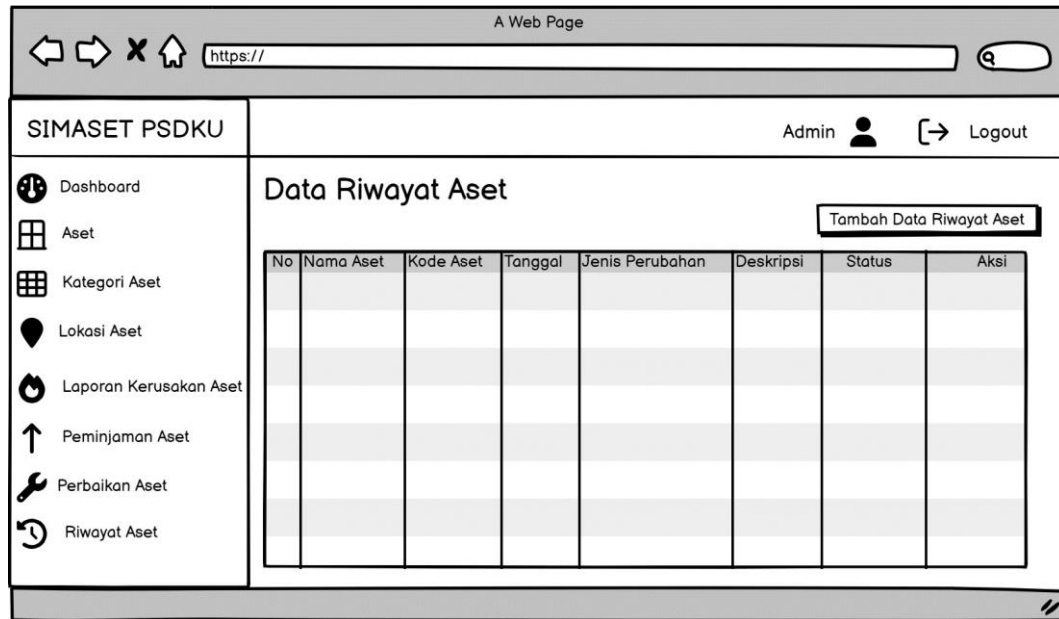 A Web Page
https://
SIMASET PSDKU
Admin
Logout
Dashboard
Aset
Kategori Aset
Lokasi Aset
Laporan Kerusakan Aset
Peminjaman Aset
Perbaikan Aset
Riwayat Aset
Data Riwayat Aset
Tambah Data Riwayat Aset
No Nama Aset Kode Aset Tanggal Jenis Perubahan Deskripsi Status Aksi